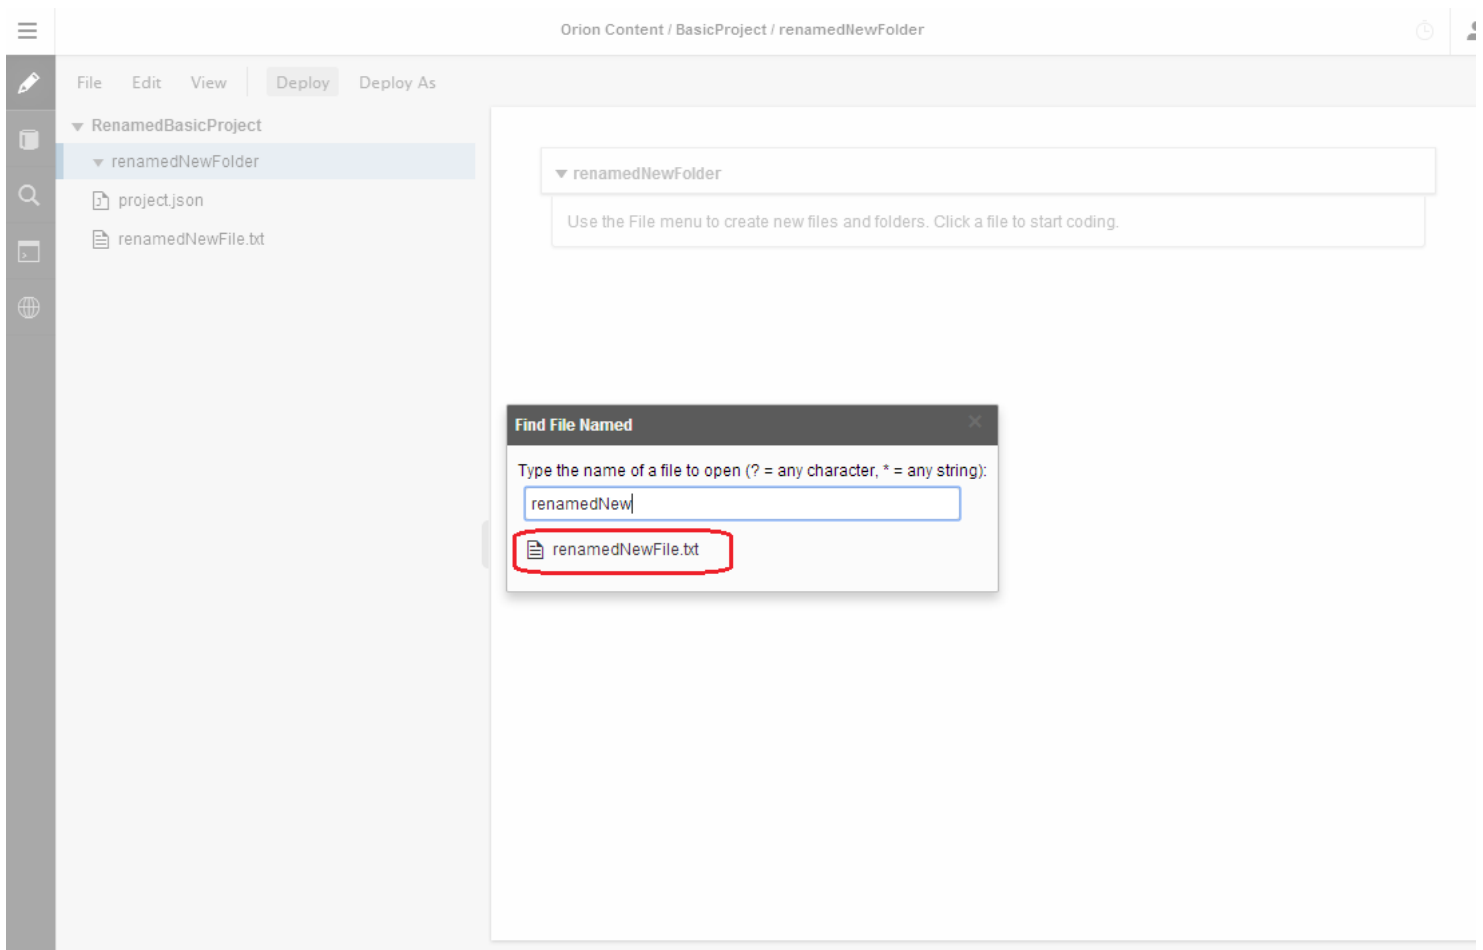 Orion Content / BasicProject / renamedNewFolder
File Edit View Deploy Deploy As
RenamedBasicProject
renamedNewFolder
project.json
renamedNewFile.txt
renamedNewFolder
Use the File menu to create new files and folders. Click a file to start coding.
Find File Named
Type the name of a file to open (? = any character, * = any string):
renamedNew
renamedNewFile.txt